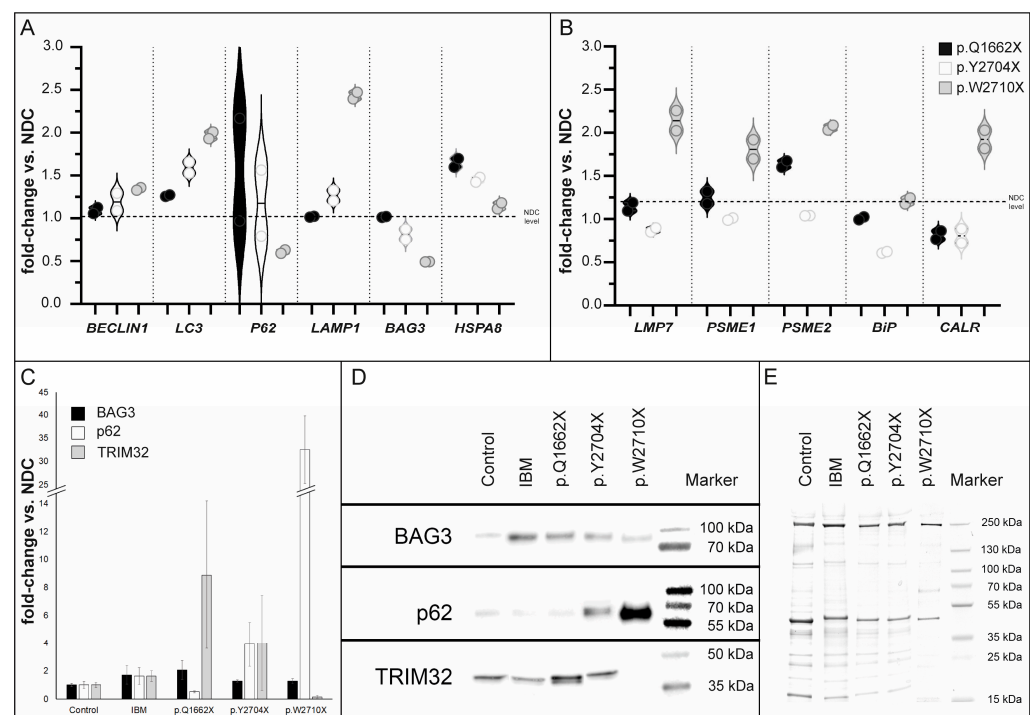 A
fold-change vs. NDC
3.0
2.5
2.0
1.5
1.0
0.5
0.0
NDC
level
BECLIN1 LC3 P62 LAMP1 BAG3 HSPA8
B
fold-change vs. NDC
3.0
2.5
2.0
1.5
1.0
0.5
0.0
p.Q1662X
p.Y2704X
p.W2710X
NDC
level
LMP7 PSME1 PSME2 BiP CALR
C
fold-change vs. NDC
45
40
35
30
25
14
12
10
8
6
4
2
0
BAG3
p62
TRIM32
Control IBM p.Q1662X p.Y2704X p.W2710X
D
Control IBM p.Q1662X p.Y2704X p.W2710X Marker
BAG3
100 kDa
70 kDa
p62
100 kDa
70 kDa
55 kDa
TRIM32
50 kDa
35 kDa
E
Control IBM p.Q1662X p.Y2704X p.W2710X Marker
250 kDa
130 kDa
100 kDa
70 kDa
55 kDa
35 kDa
25 kDa
15 kDa